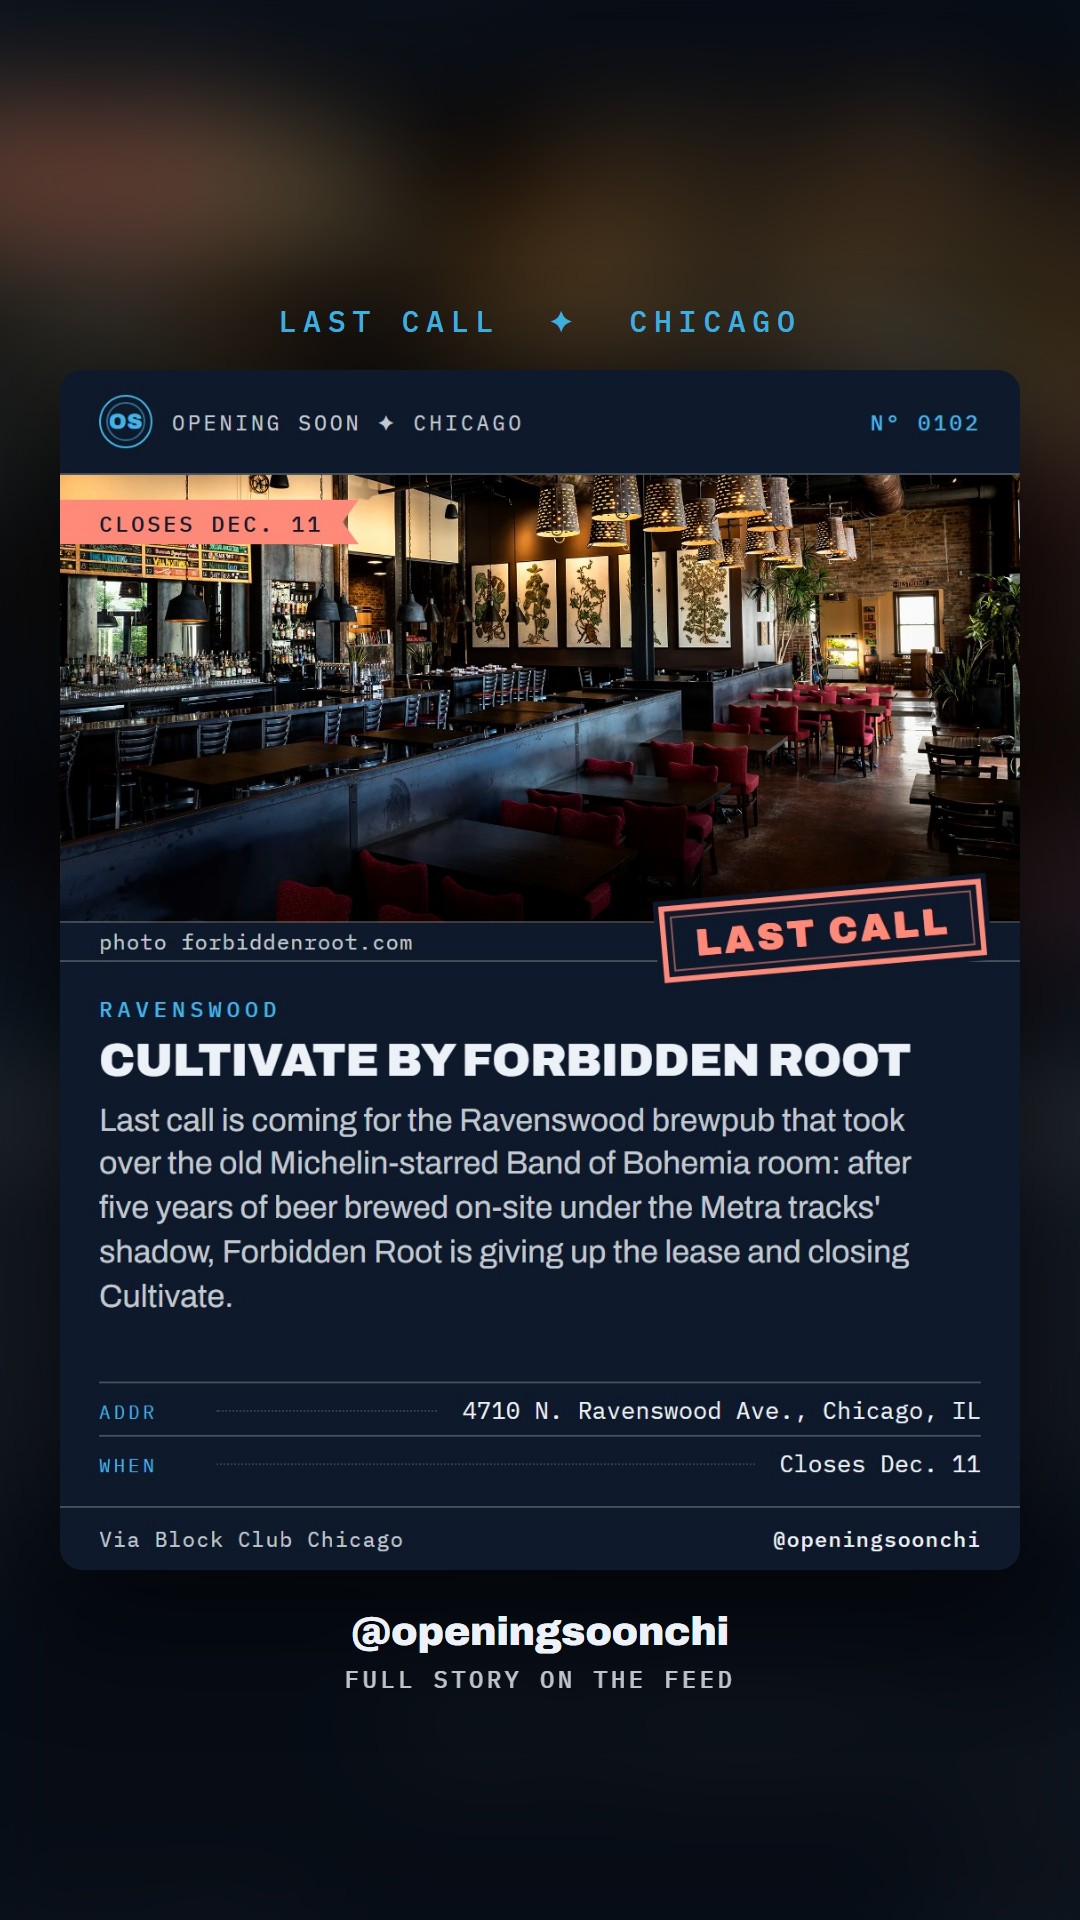 LAST CALL ✦ CHICAGO
OS OPENING SOON ✦ CHICAGO
N° 0102
CLOSES DEC. 11
photo forbiddenroot.com
LAST CALL
RAVENSWOOD
CULTIVATE BY FORBIDDEN ROOT
Last call is coming for the Ravenswood brewpub that took
over the old Michelin-starred Band of Bohemia room: after
five years of beer brewed on-site under the Metra tracks'
shadow, Forbidden Root is giving up the lease and closing
Cultivate.
ADDR 4710 N. Ravenswood Ave., Chicago, IL
WHEN Closes Dec. 11
Via Block Club Chicago
@openingsoonchi
@openingsoonchi
FULL STORY ON THE FEED